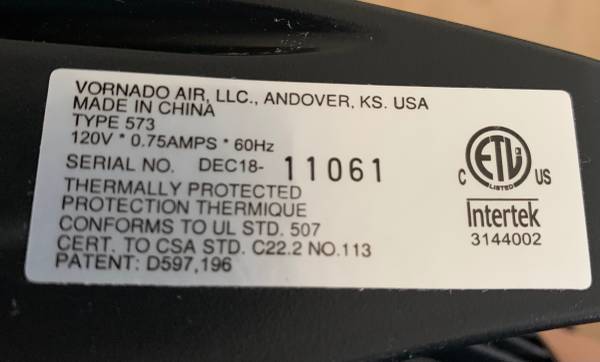 VORNADO AIR, LLC., ANDOVER, KS. USA
MADE IN CHINA
TYPE 573
120V * 0.75AMPS * 60Hz
SERIAL NO. DEC18- 11061
THERMALLY PROTECTED
PROTECTION THERMIQUE
CONFORMS TO UL STD. 507
CERT. TO CSA STD. C22.2 NO.113
PATENT: D597,196
ETL
LISTED
C US
Intertek
3144002